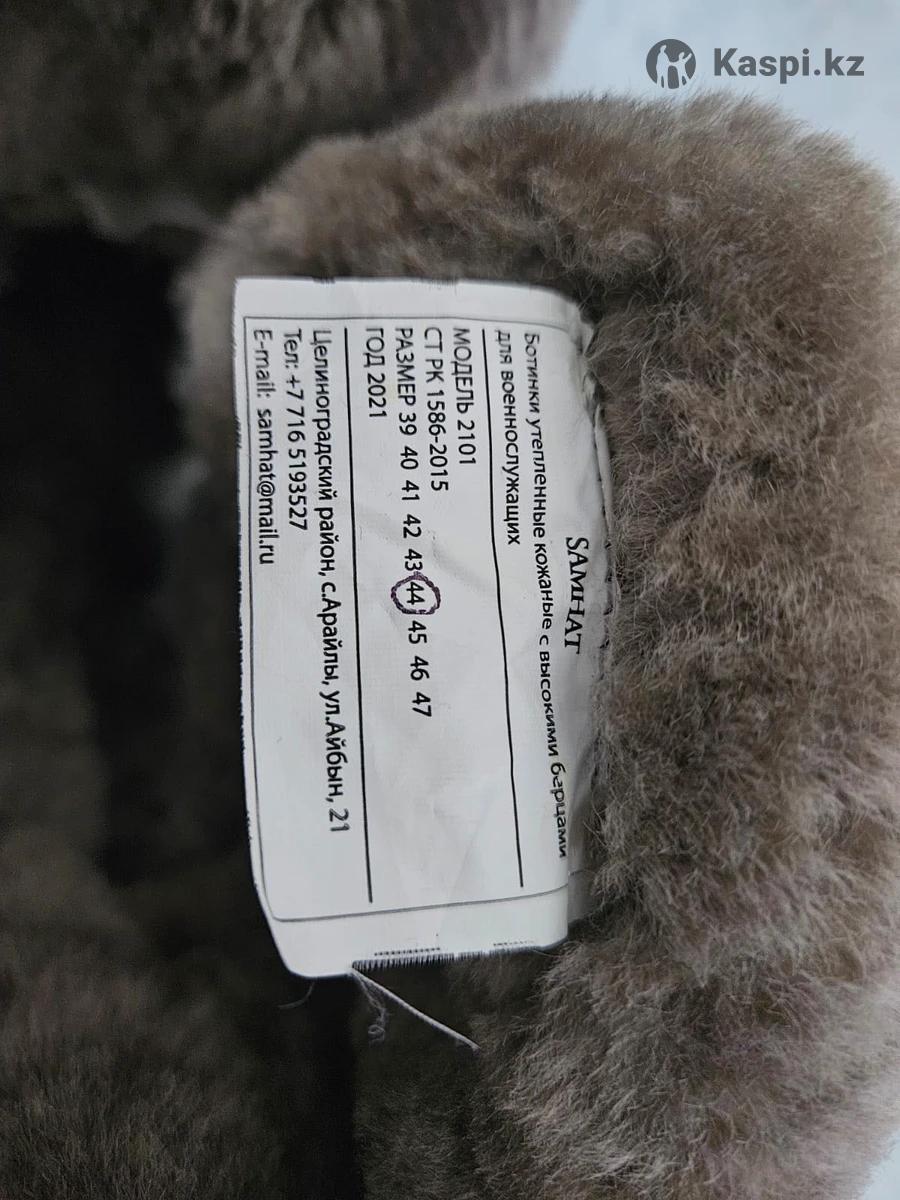 Kaspi.kz
SAMHAT
Ботинки утепленные кожаные с высокими берцами
для военнослужащих
МОДЕЛЬ 2101
СТ РК 1586-2015
РАЗМЕР 39 40 41 42 43 44 45 46 47
ГОД 2021
Целиноградский район, с.Арайлы, ул.Айбын, 21
Тел: +7 716 5193527
E-mail: samhat@mail.ru